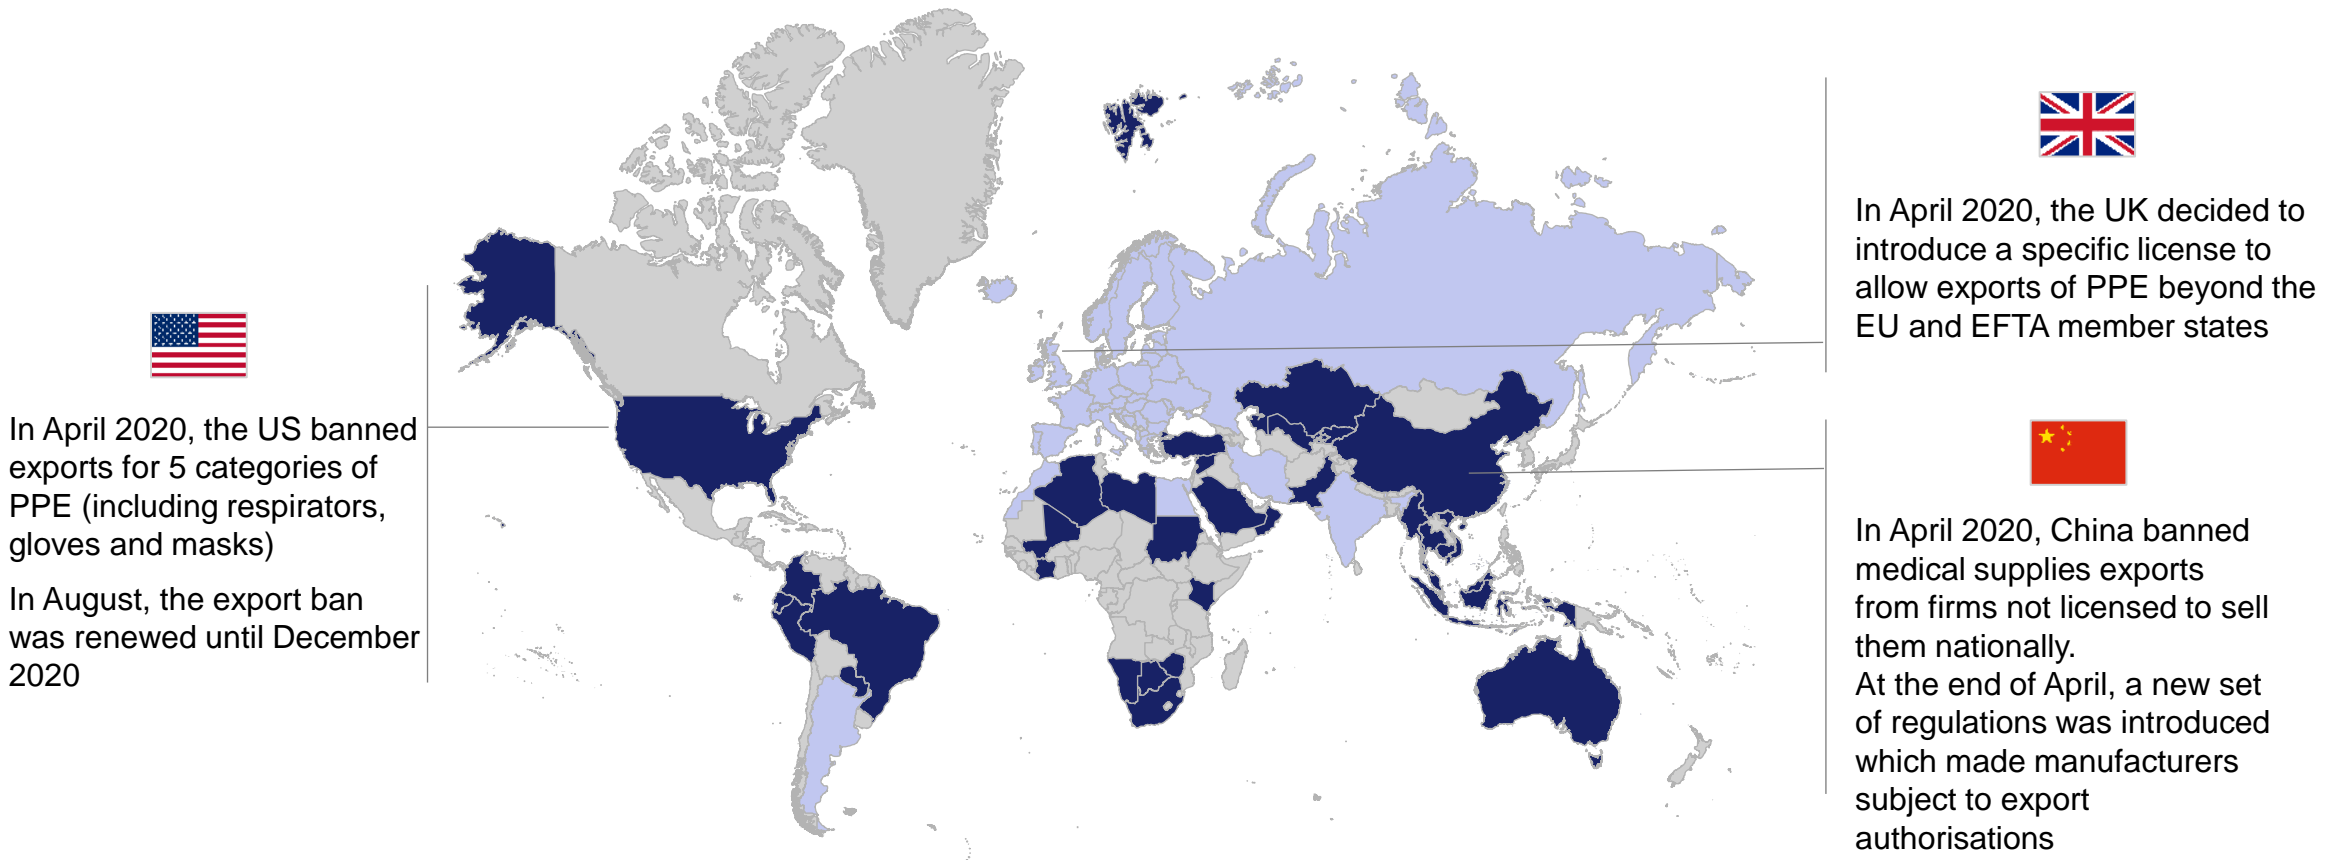 In April 2020, the US banned
exports for 5 categories of
PPE (including respirators,
gloves and masks)
In August, the export ban
was renewed until December
2020
In April 2020, the UK decided to
introduce a specific license to
allow exports of PPE beyond the
EU and EFTA member states
In April 2020, China banned
medical supplies exports
from firms not licensed to sell
them nationally.
At the end of April, a new set
of regulations was introduced
which made manufacturers
subject to export
authorisations